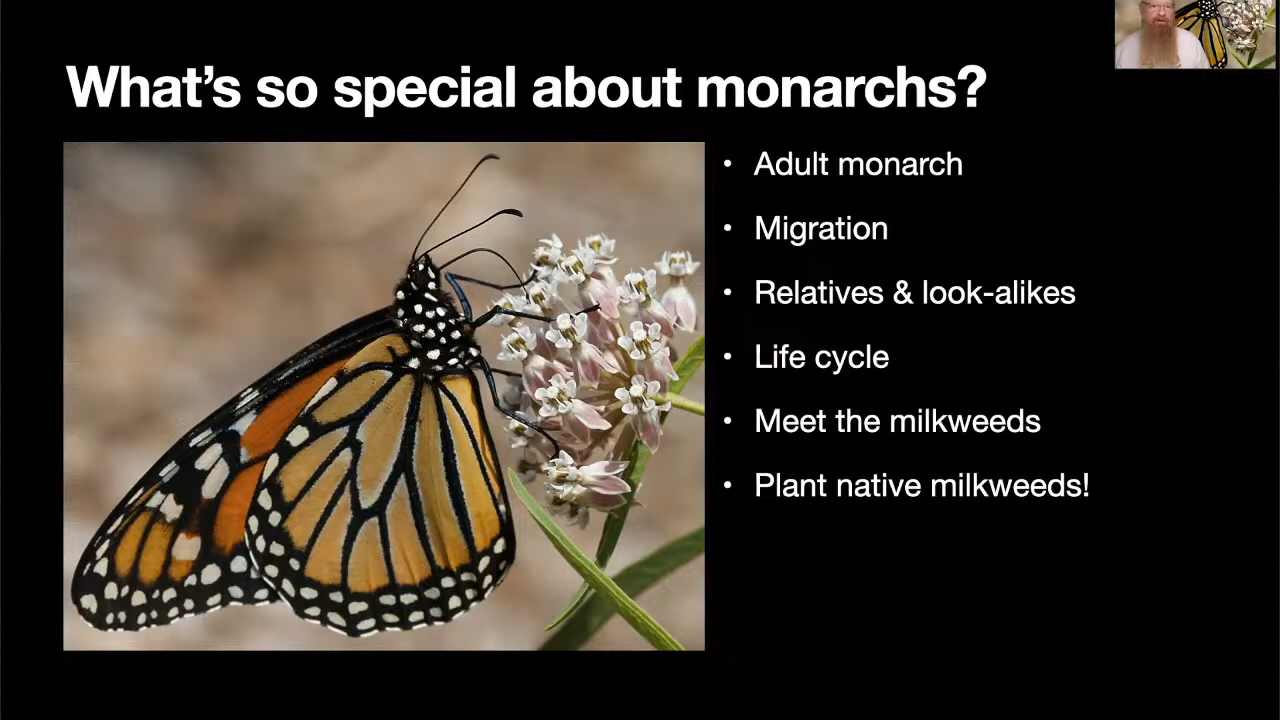 What’s so special about monarchs?
• Adult monarch
• Migration
• Relatives & look-alikes
• Life cycle
• Meet the milkweeds
• Plant native milkweeds!